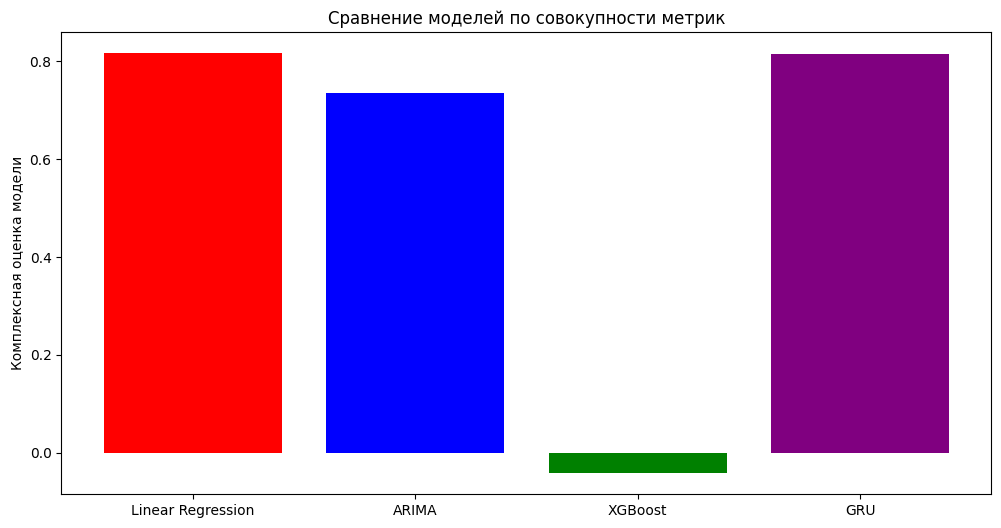 Сравнение моделей по совокупности метрик
Комплексная оценка модели
0.8
0.6
0.4
0.2
0.0
Linear Regression
ARIMA
XGBoost
GRU